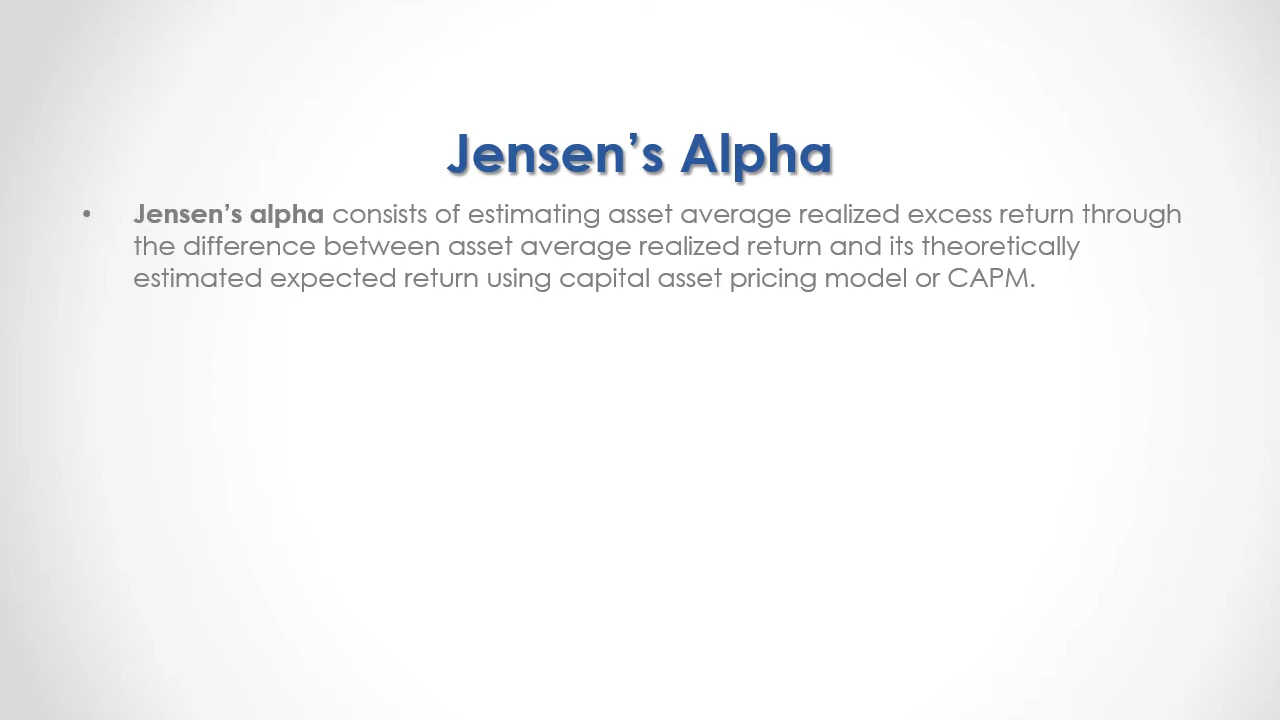 Jensen’s Alpha
• Jensen’s alpha consists of estimating asset average realized excess return through
the difference between asset average realized return and its theoretically
estimated expected return using capital asset pricing model or CAPM.